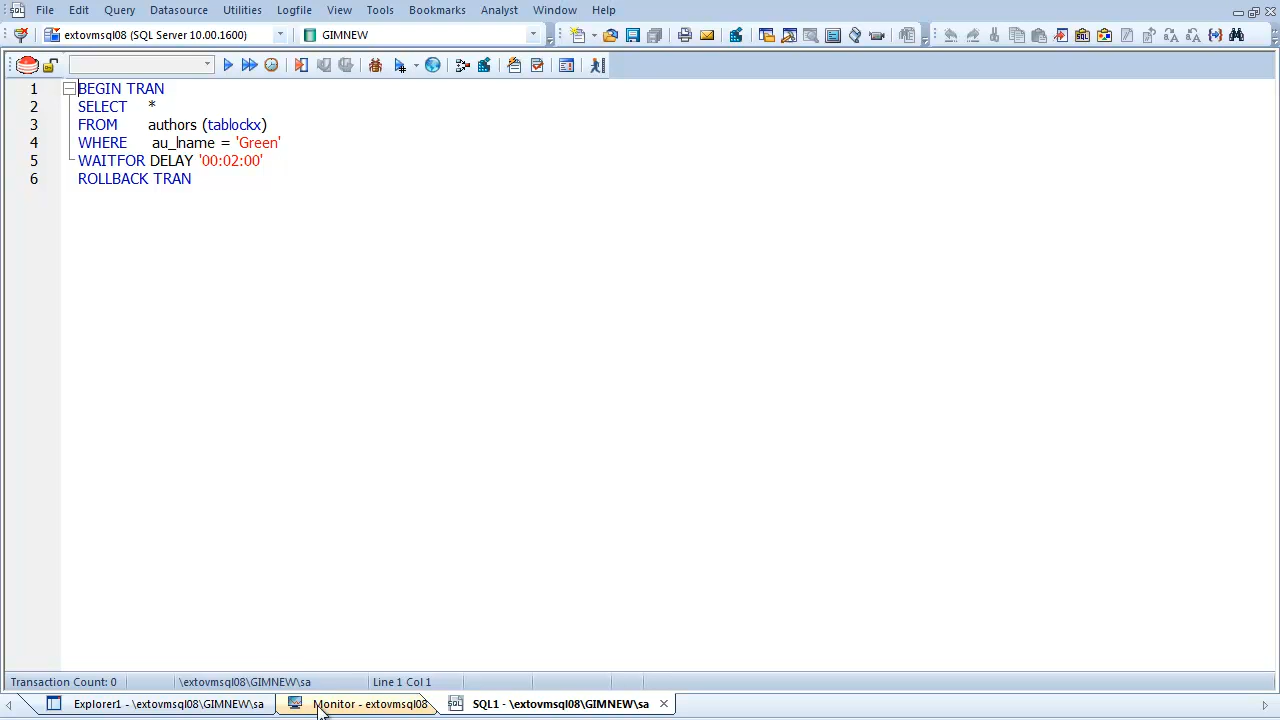 File Edit Query Datasource Utilities Logfile View Tools Bookmarks Analyst Window Help
extovmsql08 (SQL Server 10.00.1600) GIMNEW
1 BEGIN TRAN
2 SELECT *
3 FROM authors (tablockx)
4 WHERE au_lname = 'Green'
5 WAITFOR DELAY '00:02:00'
6 ROLLBACK TRAN
Transaction Count: 0 \extovmsql08\GIMNEW\sa Line 1 Col 1
Explorer1 - \extovmsql08\GIMNEW\sa Monitor - extovmsql08 SQL1 - \extovmsql08\GIMNEW\sa